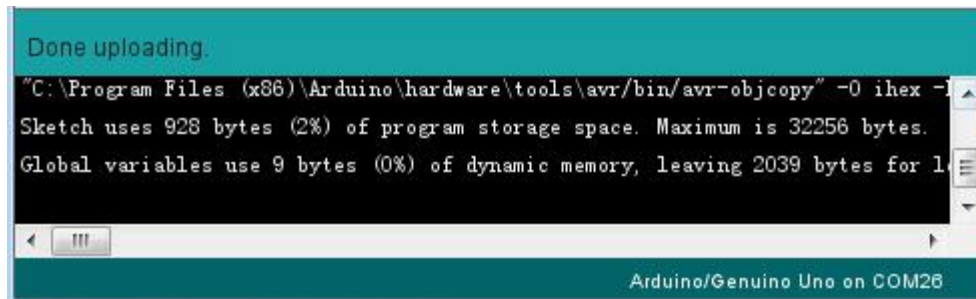 Done uploading.
"C:\Program Files (x86)\Arduino\hardware\tools\avr/bin/avr-objcopy" -O ihex
Sketch uses 928 bytes (2%) of program storage space. Maximum is 32256 bytes.
Global variables use 9 bytes (0%) of dynamic memory, leaving 2039 bytes for
Arduino/Genuino Uno on COM26